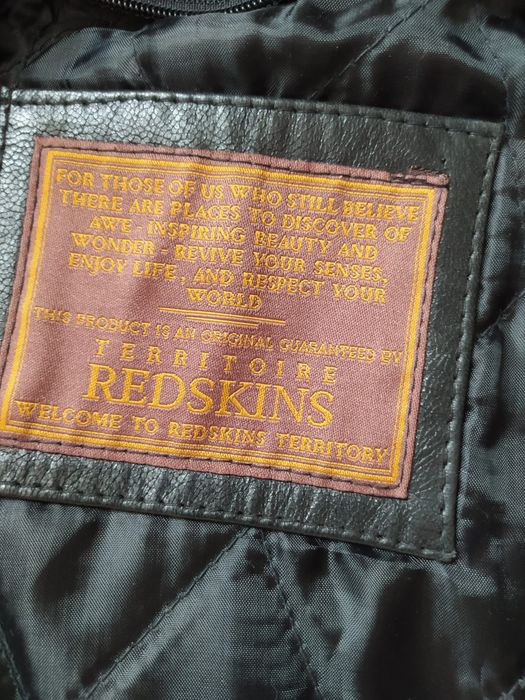 FOR THOSE OF US WHO STILL BELIEVE
THERE ARE PLACES TO DISCOVER OF
AWE - INSPIRING BEAUTY AND
WONDER - REVIVE YOUR SENSES,
ENJOY LIFE, AND RESPECT YOUR
WORLD
THIS PRODUCT IS AN ORIGINAL GUARANTEED BY
TERRITOIRE
REDSKINS
WELCOME TO REDSKINS TERRITORY